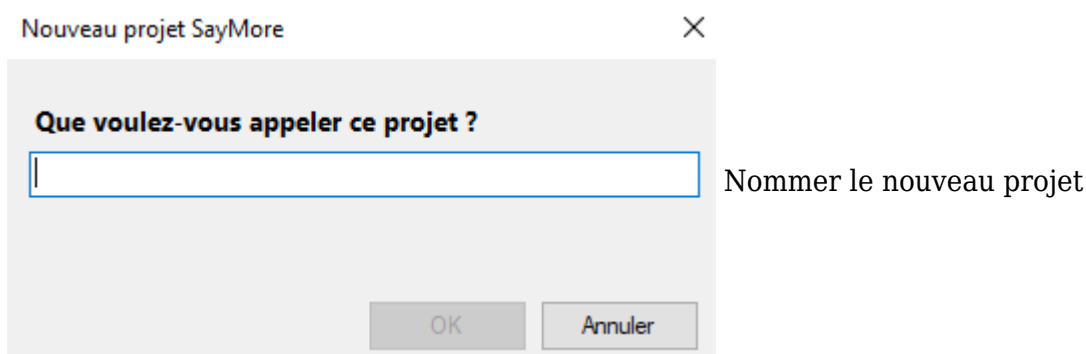 Nouveau projet SayMore
Que voulez-vous appeler ce projet ?
Nommer le nouveau projet
OK
Annuler